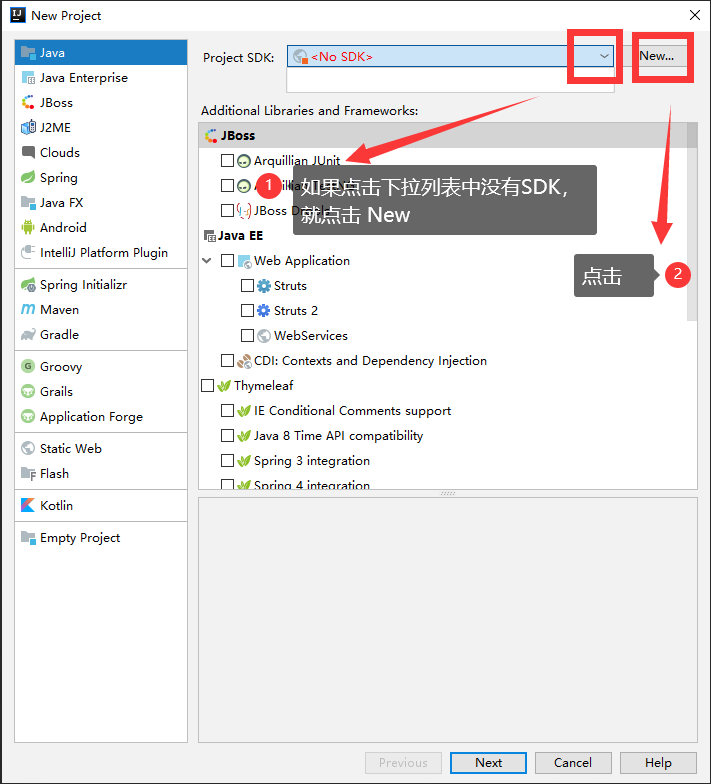 New Project
Java
Java Enterprise
JBoss
J2ME
Clouds
Spring
Java FX
Android
IntelliJ Platform Plugin
Spring Initializr
Maven
Gradle
Groovy
Grails
Application Forge
Static Web
Flash
Kotlin
Empty Project
Project SDK:
<No SDK>
New...
Additional Libraries and Frameworks:
JBoss
Arquillian JUnit
1
如果点击下拉列表中没有SDK，
就点击 New
JBoss
Java EE
Web Application
点击
2
Struts
Struts 2
WebServices
CDI: Contexts and Dependency Injection
Thymeleaf
IE Conditional Comments support
Java 8 Time API compatibility
Spring 3 integration
Spring 4 integration
Previous
Next
Cancel
Help